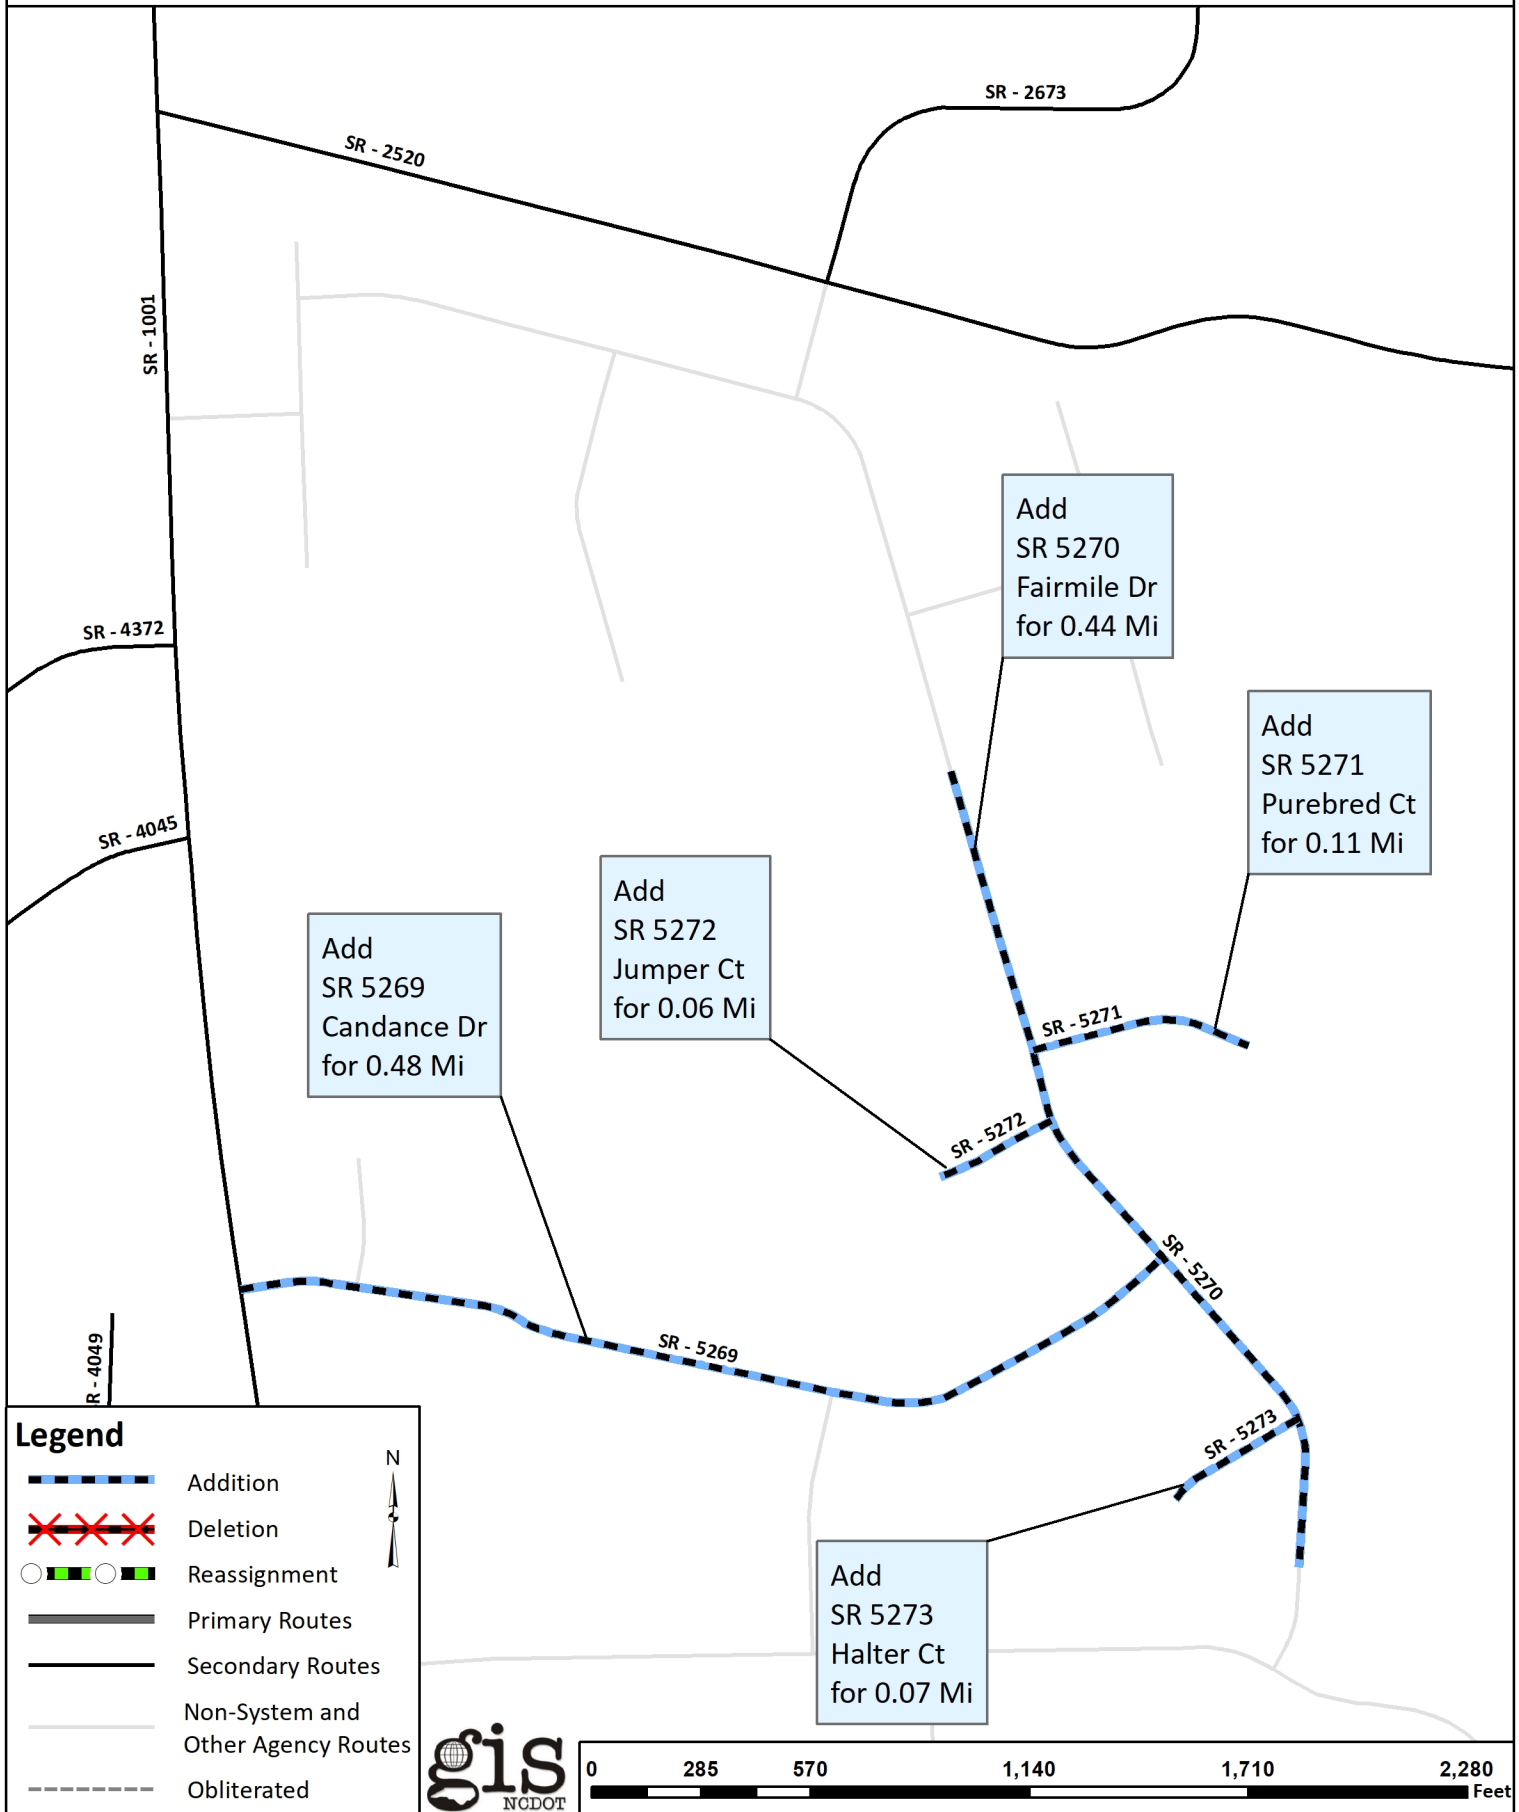 SR - 2673
SR - 2520
SR - 1001
Add
SR 5270
Fairmile Dr
for 0.44 Mi
SR - 4372
Add
SR 5271
Purebred Ct
for 0.11 Mi
SR - 4045
Add
SR 5272
Jumper Ct
for 0.06 Mi
Add
SR 5269
Candance Dr
for 0.48 Mi
SR - 5271
SR - 5272
SR - 5270
SR - 5269
R - 4049
SR - 5273
Add
SR 5273
Halter Ct
for 0.07 Mi
Legend
N
Addition
Deletion
Reassignment
Primary Routes
Secondary Routes
Non-System and
Other Agency Routes
Obliterated
gis
NCDOT
0 285 570 1,140 1,710 2,280
Feet